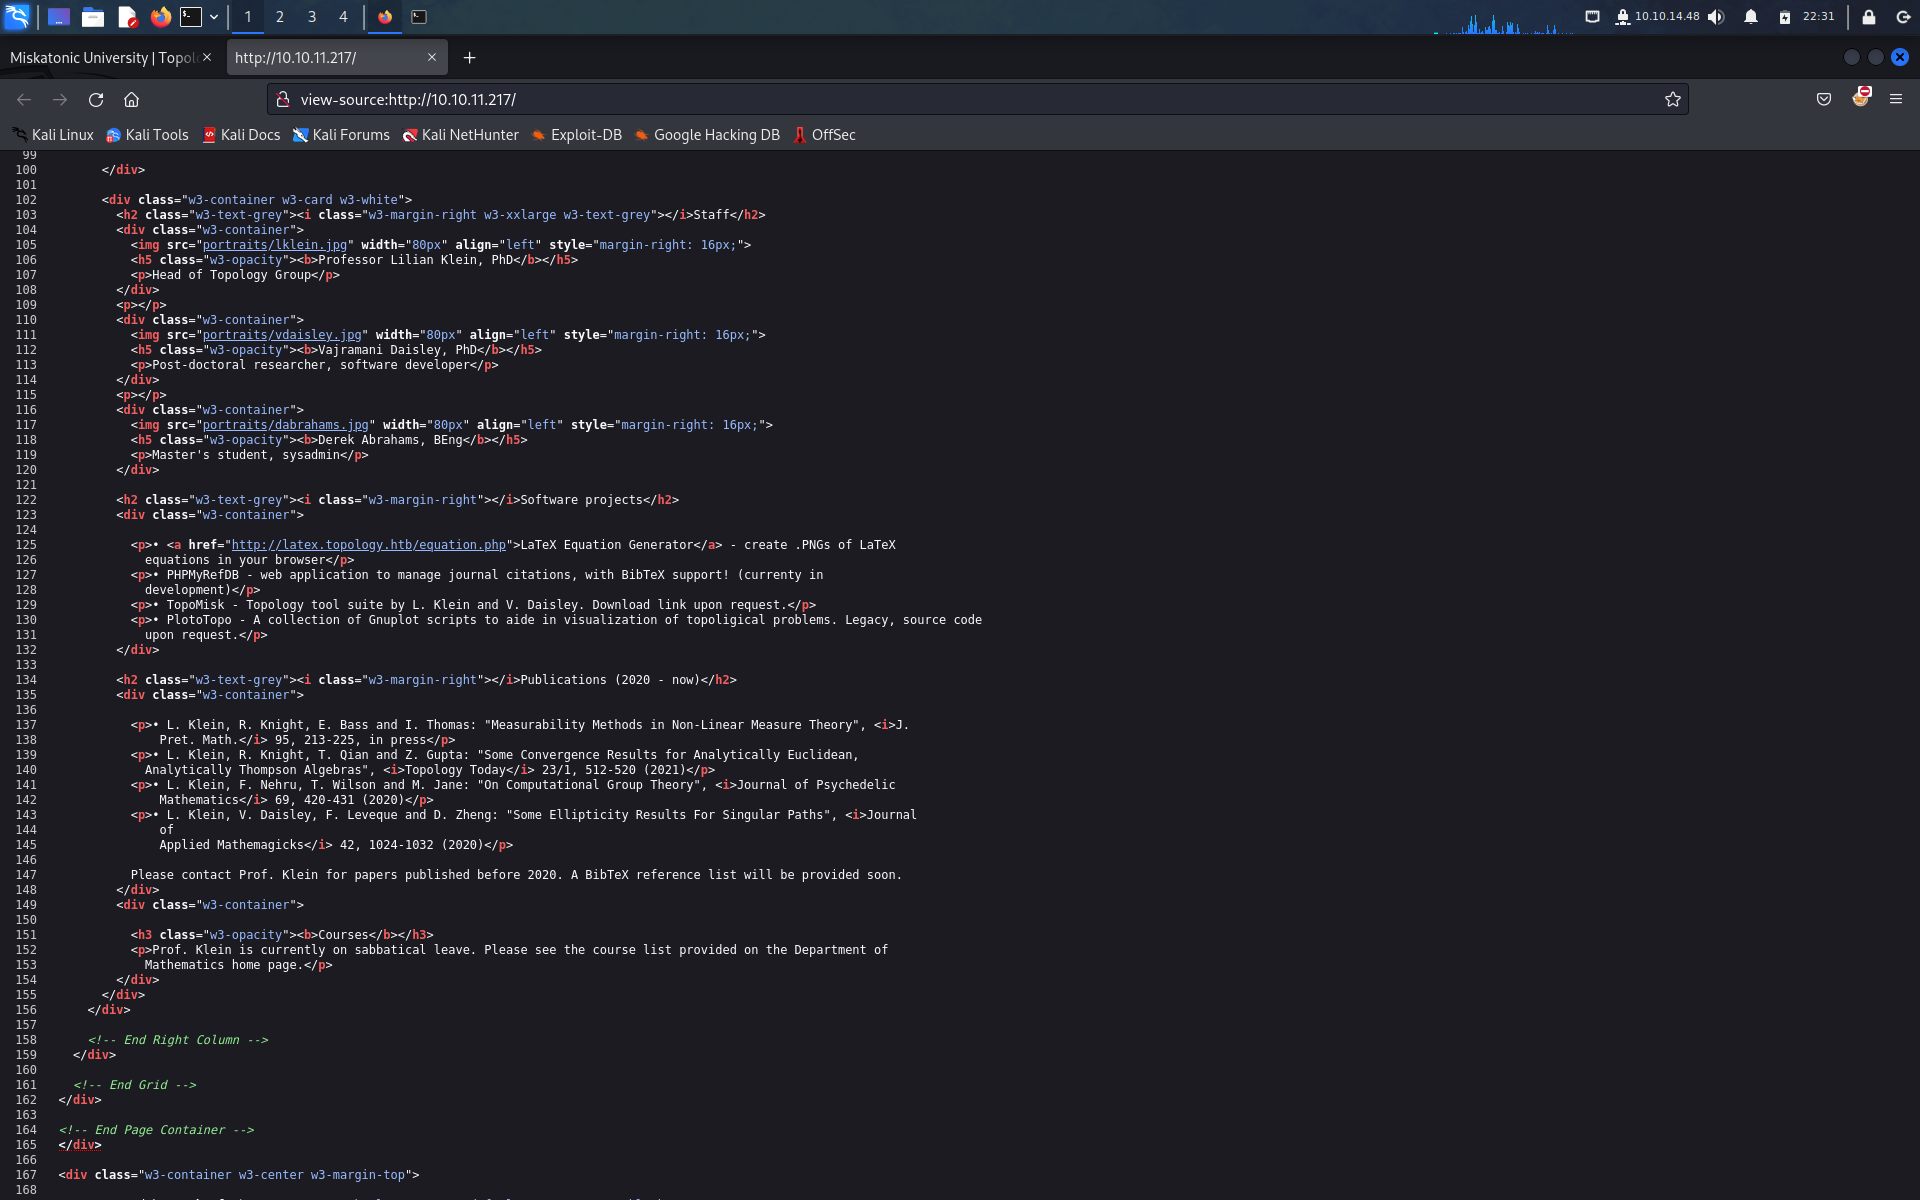 1 2 3 4 10.10.14.48 22:31
Miskatonic University | Topol
http://10.10.11.217/
view-source:http://10.10.11.217/
Kali Linux Kali Tools Kali Docs Kali Forums Kali NetHunter Exploit-DB Google Hacking DB OffSec
99
100 </div>
101
102 <div class="w3-container w3-card w3-white">
103 <h2 class="w3-text-grey"><i class="w3-margin-right w3-xxlarge w3-text-grey"></i>Staff</h2>
104 <div class="w3-container">
105 <img src="portraits/lklein.jpg" width="80px" align="left" style="margin-right: 16px;">
106 <h5 class="w3-opacity"><b>Professor Lilian Klein, PhD</b></h5>
107 <p>Head of Topology Group</p>
108 </div>
109 <p></p>
110 <div class="w3-container">
111 <img src="portraits/vdaisley.jpg" width="80px" align="left" style="margin-right: 16px;">
112 <h5 class="w3-opacity"><b>Vajramani Daisley, PhD</b></h5>
113 <p>Post-doctoral researcher, software developer</p>
114 </div>
115 <p></p>
116 <div class="w3-container">
117 <img src="portraits/dabrahams.jpg" width="80px" align="left" style="margin-right: 16px;">
118 <h5 class="w3-opacity"><b>Derek Abrahams, BEng</b></h5>
119 <p>Master's student, sysadmin</p>
120 </div>
121
122 <h2 class="w3-text-grey"><i class="w3-margin-right"></i>Software projects</h2>
123 <div class="w3-container">
124
125 <p>• <a href="http://latex.topology.htb/equation.php">LaTeX Equation Generator</a> - create .PNGs of LaTeX
126 equations in your browser</p>
127 <p>• PHPMyRefDB - web application to manage journal citations, with BibTeX support! (currenty in
128 development)</p>
129 <p>• TopoMisk - Topology tool suite by L. Klein and V. Daisley. Download link upon request.</p>
130 <p>• PlotoTopo - A collection of Gnuplot scripts to aide in visualization of topoligical problems. Legacy, source code
131 upon request.</p>
132 </div>
133
134 <h2 class="w3-text-grey"><i class="w3-margin-right"></i>Publications (2020 - now)</h2>
135 <div class="w3-container">
136
137 <p>• L. Klein, R. Knight, E. Bass and I. Thomas: "Measurability Methods in Non-Linear Measure Theory", <i>J.
138 Pret. Math.</i> 95, 213-225, in press</p>
139 <p>• L. Klein, R. Knight, T. Qian and Z. Gupta: "Some Convergence Results for Analytically Euclidean,
140 Analytically Thompson Algebras", <i>Topology Today</i> 23/1, 512-520 (2021)</p>
141 <p>• L. Klein, F. Nehru, T. Wilson and M. Jane: "On Computational Group Theory", <i>Journal of Psychedelic
142 Mathematics</i> 69, 420-431 (2020)</p>
143 <p>• L. Klein, V. Daisley, F. Leveque and D. Zheng: "Some Ellipticity Results For Singular Paths", <i>Journal
144 of
145 Applied Mathemagicks</i> 42, 1024-1032 (2020)</p>
146
147 Please contact Prof. Klein for papers published before 2020. A BibTeX reference list will be provided soon.
148 </div>
149 <div class="w3-container">
150
151 <h3 class="w3-opacity"><b>Courses</b></h3>
152 <p>Prof. Klein is currently on sabbatical leave. Please see the course list provided on the Department of
153 Mathematics home page.</p>
154 </div>
155 </div>
156 </div>
157
158 <!-- End Right Column -->
159 </div>
160
161 <!-- End Grid -->
162 </div>
163
164 <!-- End Page Container -->
165 </div>
166
167 <div class="w3-container w3-center w3-margin-top">
168